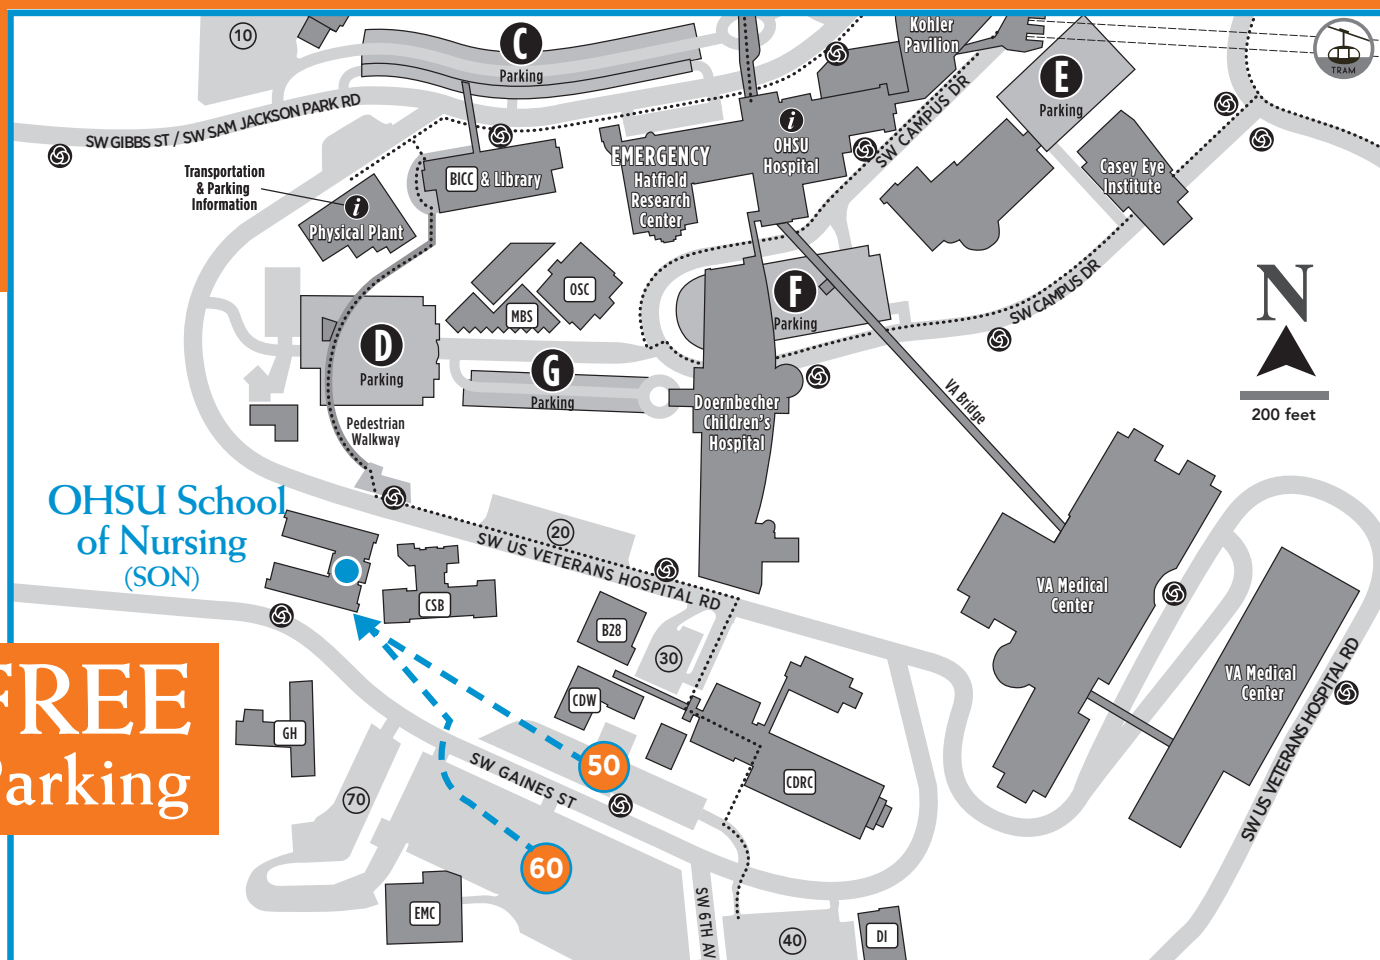 10
C
Parking
Kohler
Pavilion
E
Parking
TRAM
SW GIBBS ST / SW SAM JACKSON PARK RD
SW CAMPUS DR
i
OHSU
Hospital
EMERGENCY
Hatfield
Research
Center
Casey Eye
Institute
Transportation
& Parking
Information
BICC & Library
i
Physical Plant
OSC
MBS
F
Parking
SW CAMPUS DR
N
200 feet
D
Parking
G
Parking
Doernbecher
Children's
Hospital
VA Bridge
Pedestrian
Walkway
OHSU School
of Nursing
(SON)
20
SW US VETERANS HOSPITAL RD
CSB
B28
30
VA Medical
Center
VA Medical
Center
SW US VETERANS HOSPITAL RD
CDW
GH
FREE
Parking
50
SW GAINES ST
CDRC
70
60
EMC
SW 6TH AV
40
DI